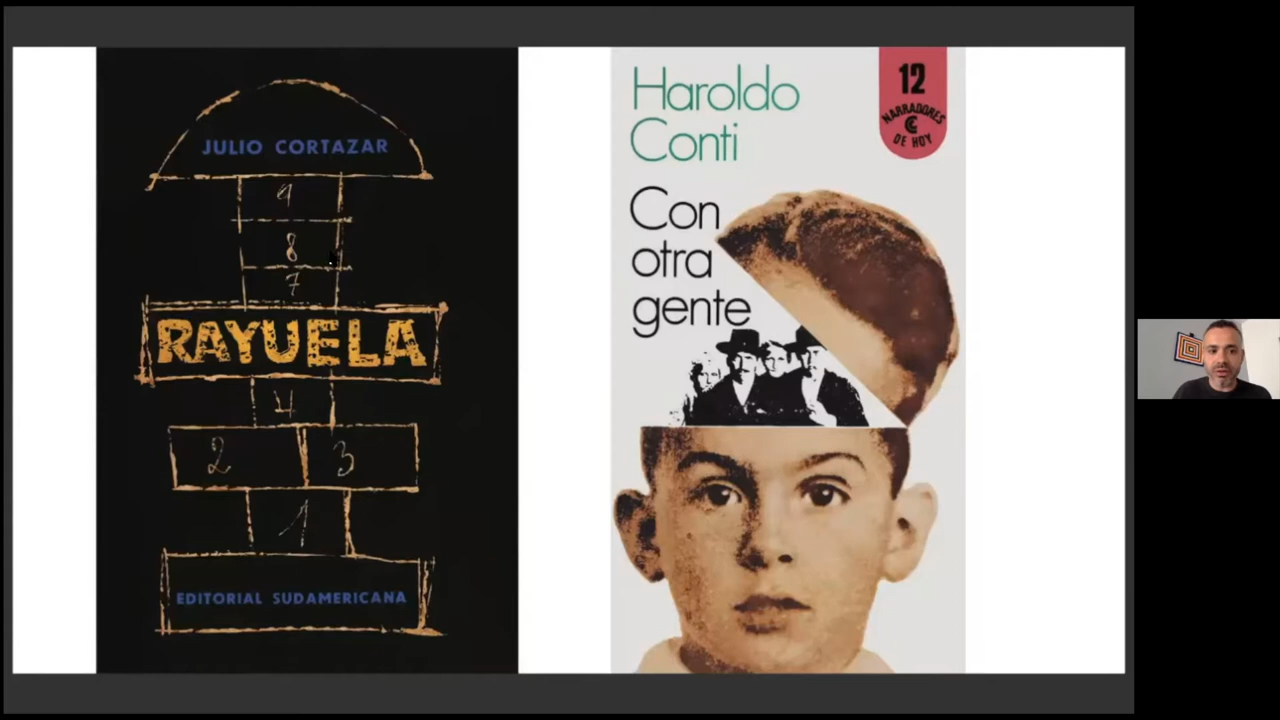 JULIO CORTAZAR
9
8
7
RAYUELA
4
2 3
1
EDITORIAL SUDAMERICANA
Haroldo
Conti
Con
otra
gente
12
NARRADORES
DE HOY